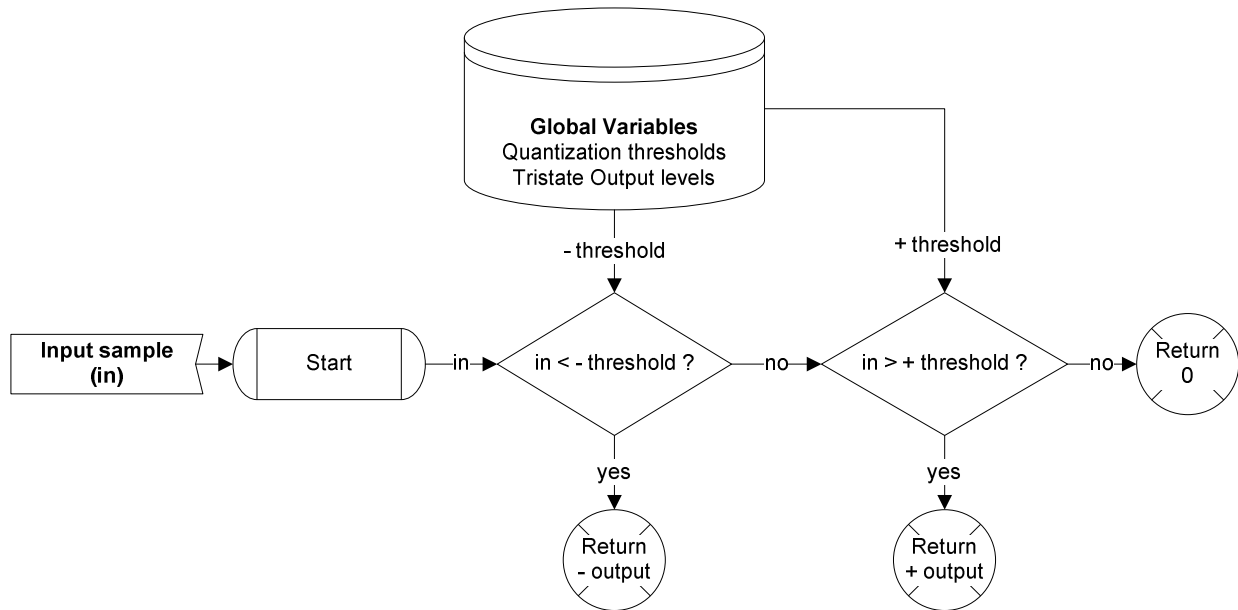 Global Variables
Quantization thresholds
Tristate Output levels
- threshold
+ threshold
Input sample
(in)
Start
in
in < - threshold ?
no
in > + threshold ?
no
Return
0
yes
yes
Return
- output
Return
+ output